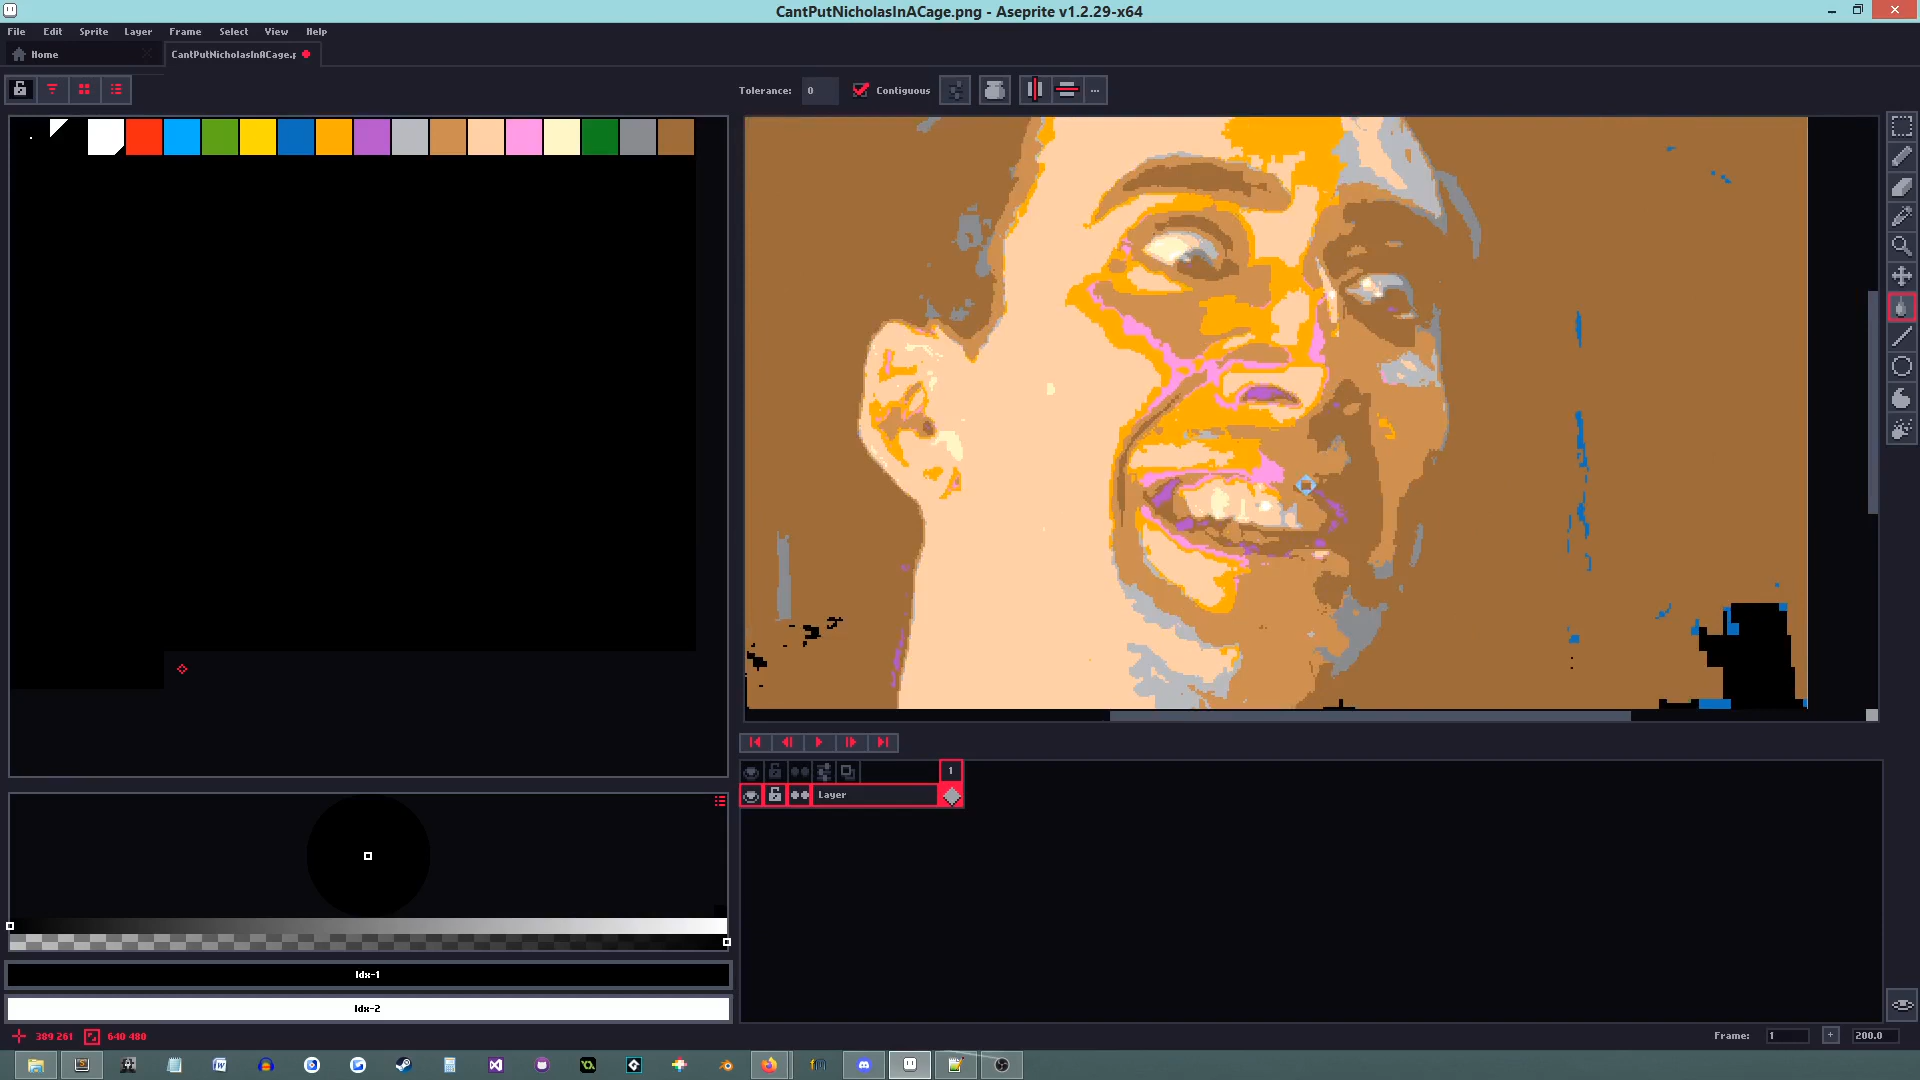 CantPutNicholasInACage.png - Aseprite v1.2.29-x64
File Edit Sprite Layer Frame Select View Help
Home
CantPutNicholasInACage.p
Tolerance: 0 Contiguous ...
1
Layer
Idx-1
Idx-2
389 261 640 480
Frame: 1 + 200.0